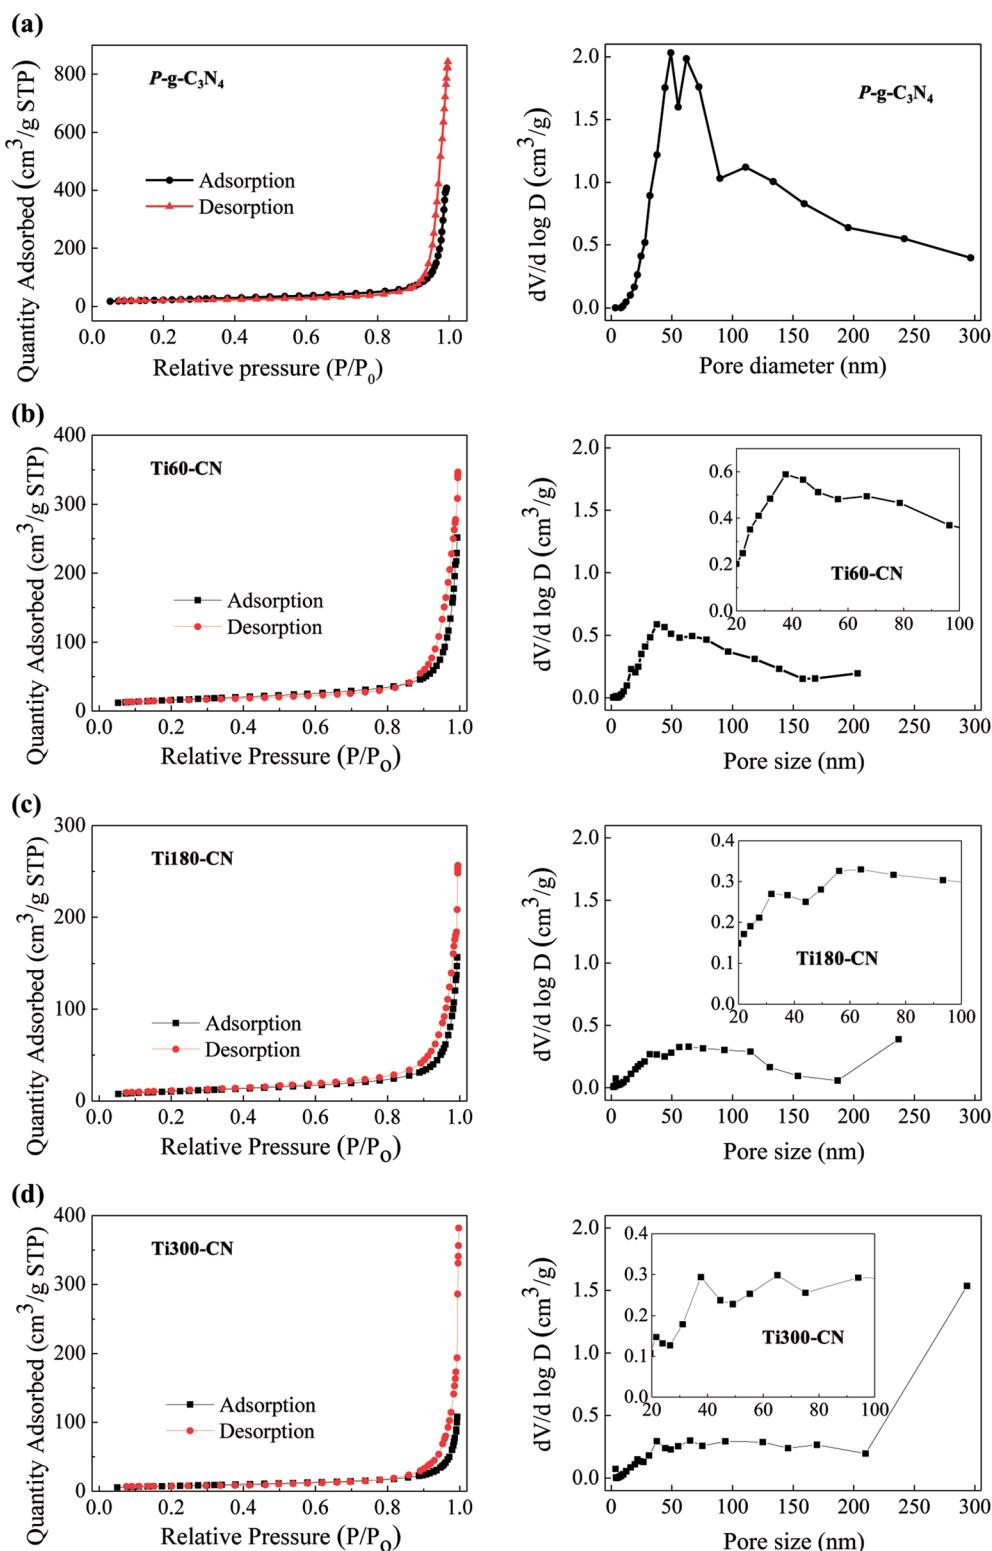 (a)
Quantity Adsorbed (cm³/g STP)
800
600
400
200
0
P-g-C₃N₄
Adsorption
Desorption
0.0 0.2 0.4 0.6 0.8 1.0
Relative pressure (P/P₀)
dV/d log D (cm³/g)
2.0
1.5
1.0
0.5
0.0
P-g-C₃N₄
0 50 100 150 200 250 300
Pore diameter (nm)
(b)
Quantity Adsorbed (cm³/g STP)
400
300
200
100
0
Ti60-CN
Adsorption
Desorption
0.0 0.2 0.4 0.6 0.8 1.0
Relative Pressure (P/Po)
dV/d log D (cm³/g)
2.0
1.5
1.0
0.5
0.0
0.6
0.4
0.2
0.0
Ti60-CN
20 40 60 80 100
0 50 100 150 200 250 300
Pore size (nm)
(c)
Quantity Adsorbed (cm³/g STP)
300
200
100
0
Ti180-CN
Adsorption
Desorption
0.0 0.2 0.4 0.6 0.8 1.0
Relative Pressure (P/Po)
dV/d log D (cm³/g)
2.0
1.5
1.0
0.5
0.0
0.4
0.3
0.2
0.1
0.0
Ti180-CN
20 40 60 80 100
0 50 100 150 200 250 300
Pore size (nm)
(d)
Quantity Adsorbed (cm³/g STP)
400
300
200
100
0
Ti300-CN
Adsorption
Desorption
0.0 0.2 0.4 0.6 0.8 1.0
Relative Pressure (P/Po)
dV/d log D (cm³/g)
2.0
1.5
1.0
0.5
0.0
0.4
0.3
0.2
0.1
0.0
Ti300-CN
20 40 60 80 100
0 50 100 150 200 250 300
Pore size (nm)